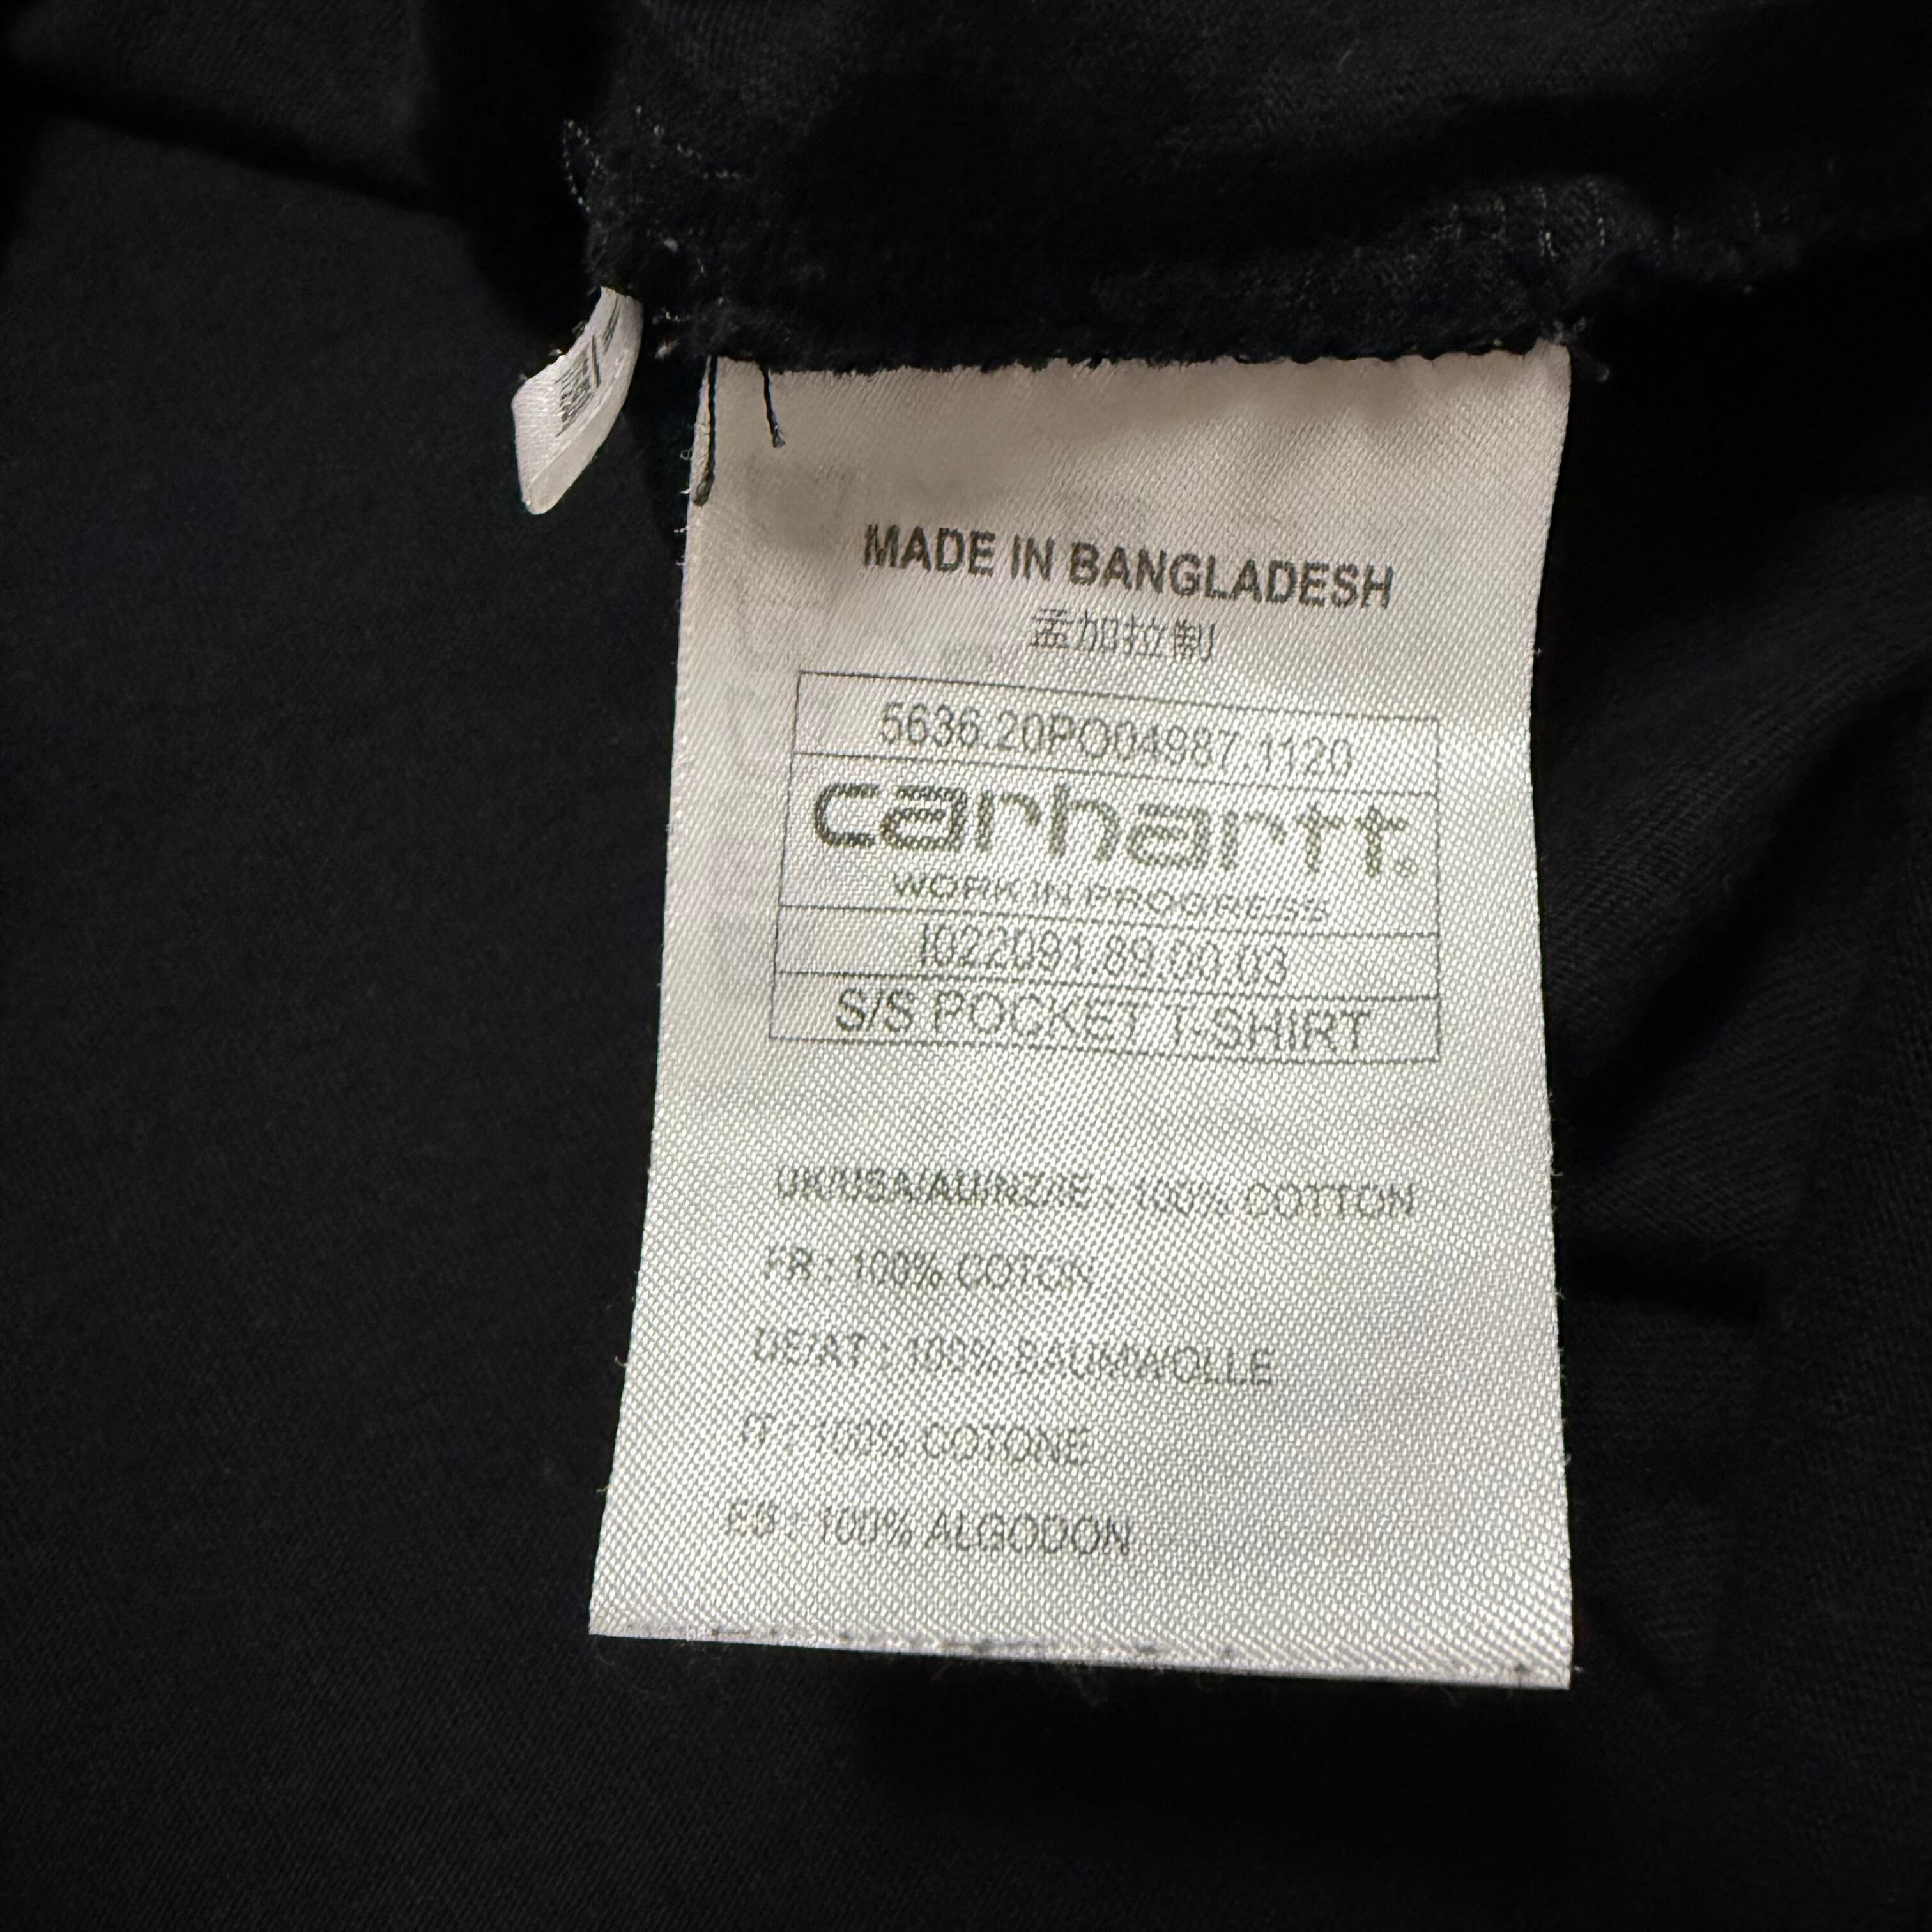 MADE IN BANGLADESH
孟加拉製
5636.20PO04987.1120
carhartt®
WORK IN PROGRESS
I022091.89.00.03
S/S POCKET T-SHIRT
UK/USA/AU/NZ/IE : 100% COTTON
FR : 100% COTON
DE/AT : 100% BAUMWOLLE
IT : 100% COTONE
ES : 100% ALGODON